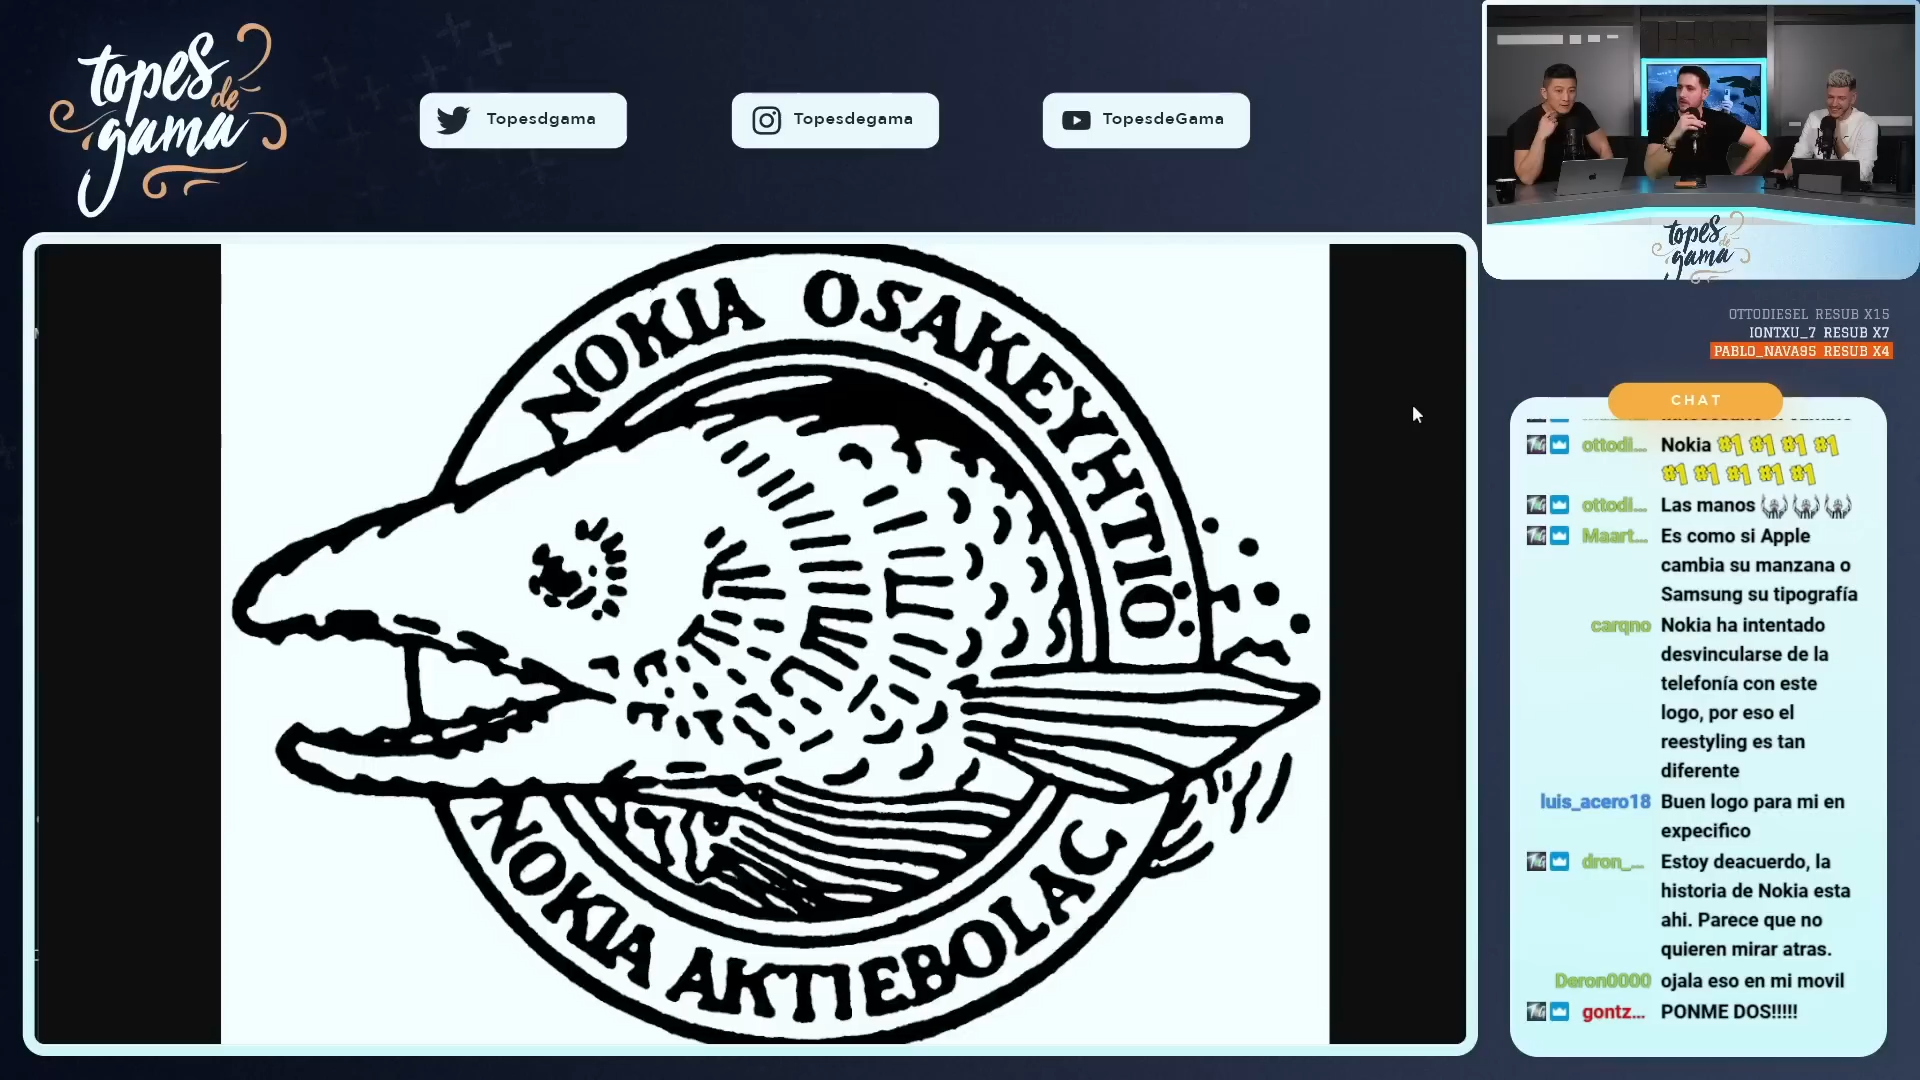 topes
de
gama
Topesdgama
Topesdegama
TopesdeGama
topes
de
gama
OTTODIESEL RESUB X15
IONTXU_7 RESUB X7
PABLO_NAVA95 RESUB X4
CHAT
ottodi... Nokia #1 #1 #1 #1
#1 #1 #1 #1 #1
ottodi... Las manos
Maart... Es como si Apple
cambia su manzana o
Samsung su tipografía
carqno Nokia ha intentado
desvincularse de la
telefonía con este
logo, por eso el
reestyling es tan
diferente
luis_acero18 Buen logo para mi en
expecifico
dron_... Estoy deacuerdo, la
historia de Nokia esta
ahi. Parece que no
quieren mirar atras.
Deron0000 ojala eso en mi movil
gontz... PONME DOS!!!!!
NOKIA OSAKEYHTIÖ
NOKIA AKTIEBOLAG